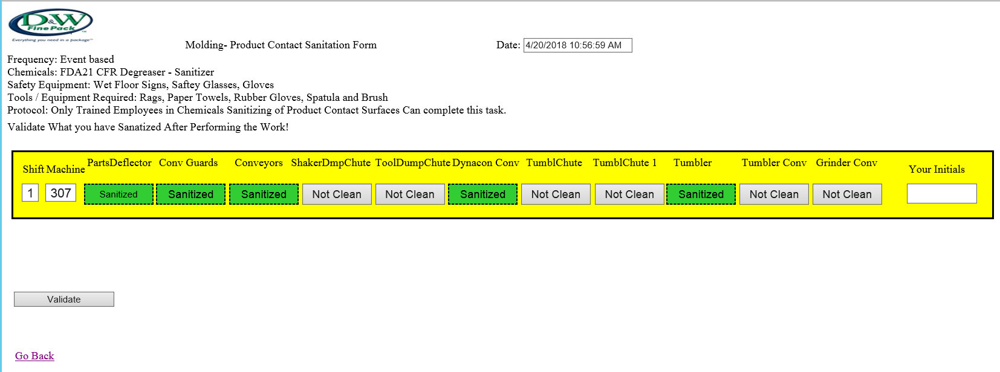 D&W
FinePack™
Everything you need in a package™
Molding- Product Contact Sanitation Form
Date: 4/20/2018 10:56:59 AM
Frequency: Event based
Chemicals: FDA21 CFR Degreaser - Sanitizer
Safety Equipment: Wet Floor Signs, Saftey Glasses, Gloves
Tools / Equipment Required: Rags, Paper Towels, Rubber Gloves, Spatula and Brush
Protocol: Only Trained Employees in Chemicals Sanitizing of Product Contact Surfaces Can complete this task.
Validate What you have Sanatized After Performing the Work!
Shift Machine PartsDeflector Conv Guards Conveyors ShakerDmpChute ToolDumpChute Dynacon Conv TumblChute TumblChute 1 Tumbler Tumbler Conv Grinder Conv Your Initials
1 307 Sanitized Sanitized Sanitized Not Clean Not Clean Sanitized Not Clean Not Clean Sanitized Not Clean Not Clean
Validate
Go Back